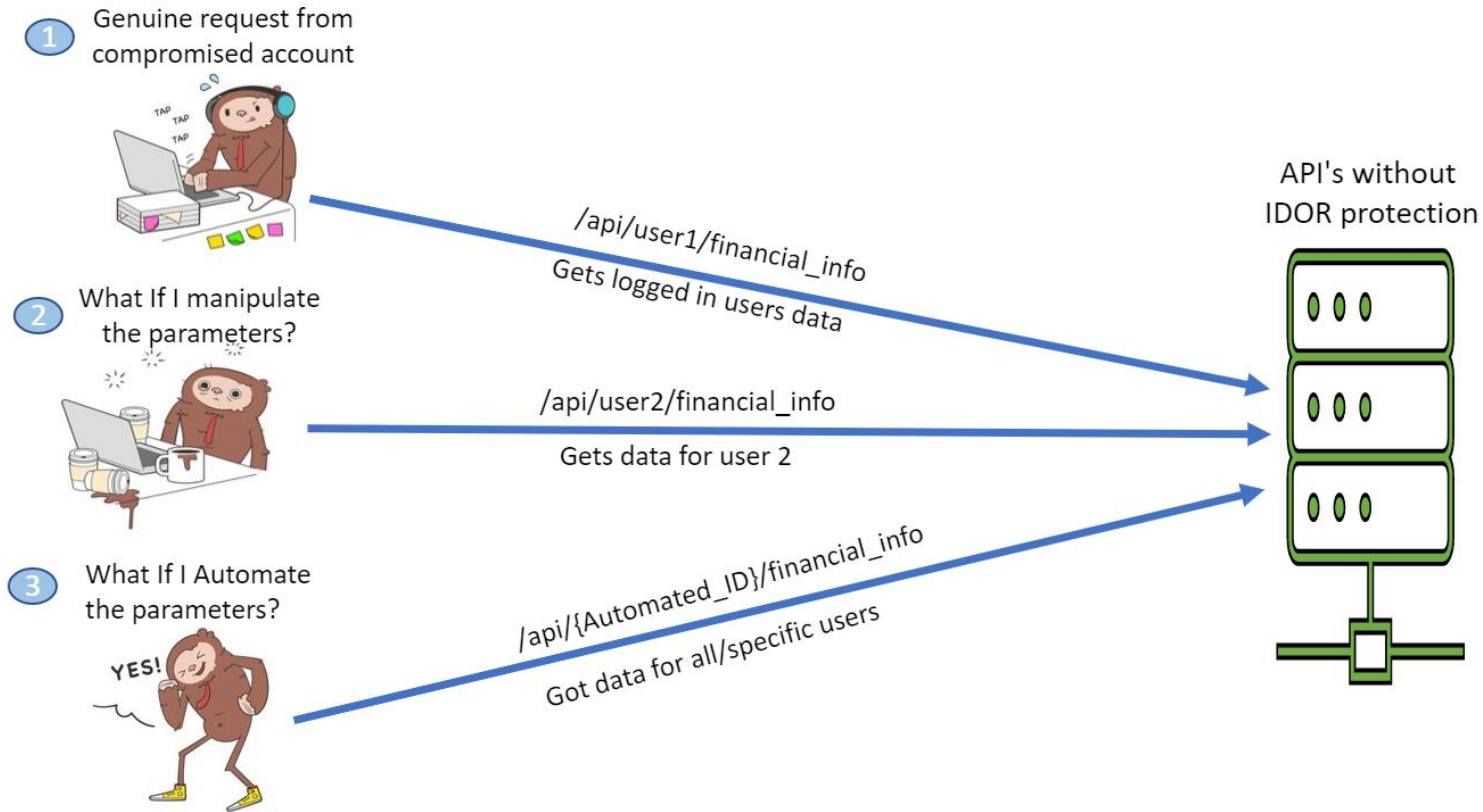 1
Genuine request from
compromised account
TAP
TAP
TAP
/api/user1/financial_info
Gets logged in users data
2
What If I manipulate
the parameters?
/api/user2/financial_info
Gets data for user 2
3
What If I Automate
the parameters?
YES!
/api/{Automated_ID}/financial_info
Got data for all/specific users
API's without
IDOR protection